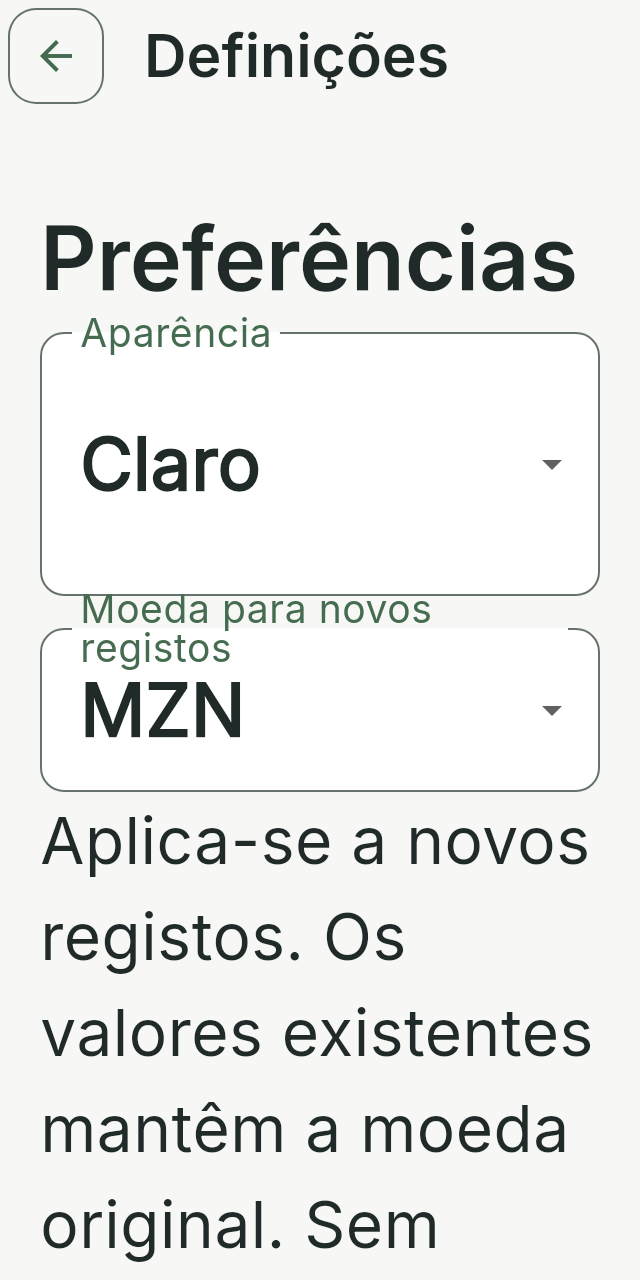 Definições
Preferências
Aparência
Claro
Moeda para novos
registos
MZN
Aplica-se a novos
registos. Os
valores existentes
mantêm a moeda
original. Sem